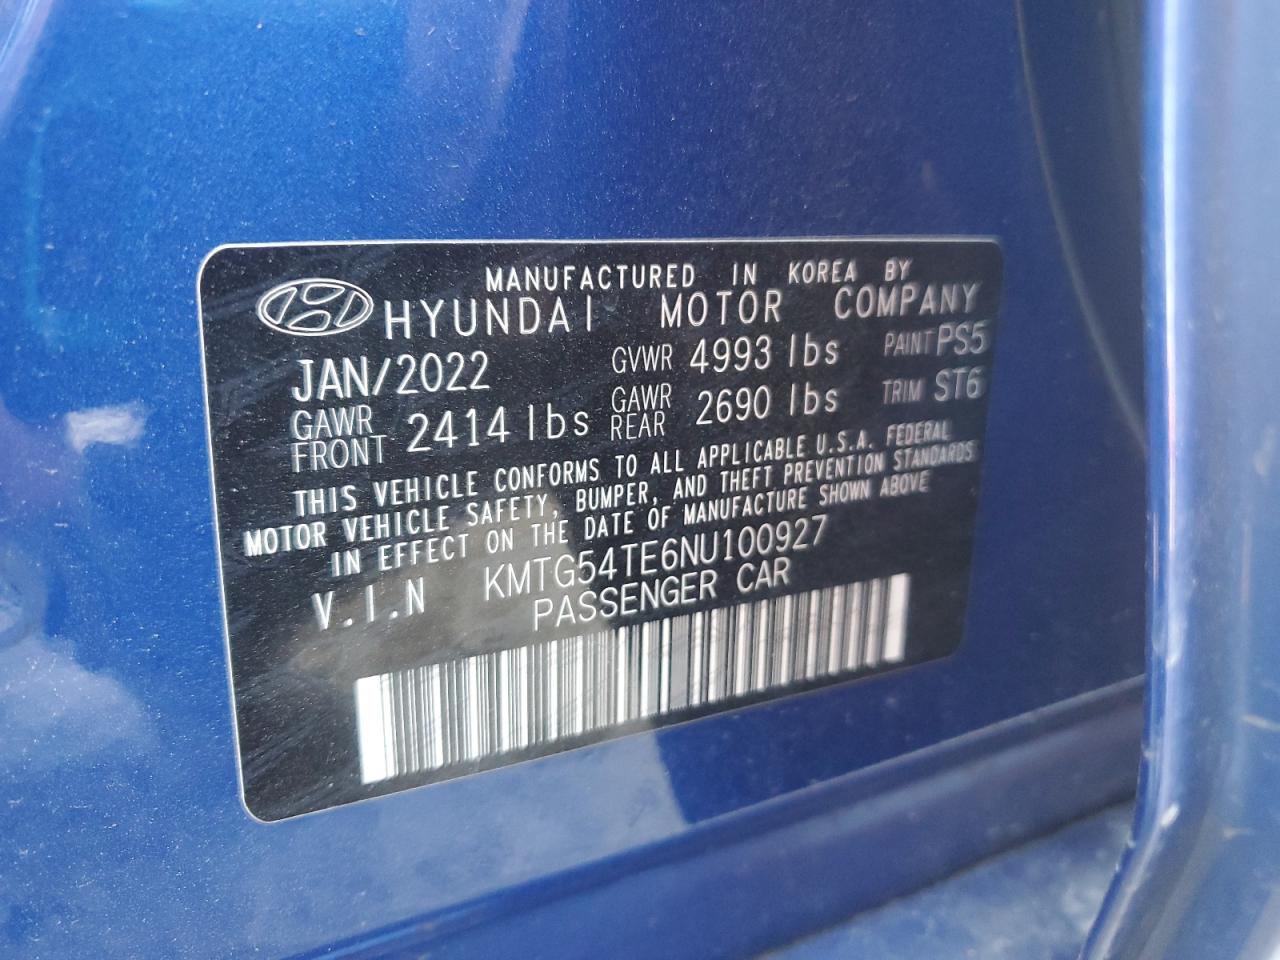 MANUFACTURED IN KOREA BY
HYUNDAI MOTOR COMPANY
JAN/2022 GVWR 4993 lbs PAINT PS5
GAWR FRONT 2414 lbs GAWR REAR 2690 lbs TRIM ST6
THIS VEHICLE CONFORMS TO ALL APPLICABLE U.S.A. FEDERAL
MOTOR VEHICLE SAFETY, BUMPER, AND THEFT PREVENTION STANDARDS
IN EFFECT ON THE DATE OF MANUFACTURE SHOWN ABOVE
V.I.N KMTG54TE6NU100927
PASSENGER CAR